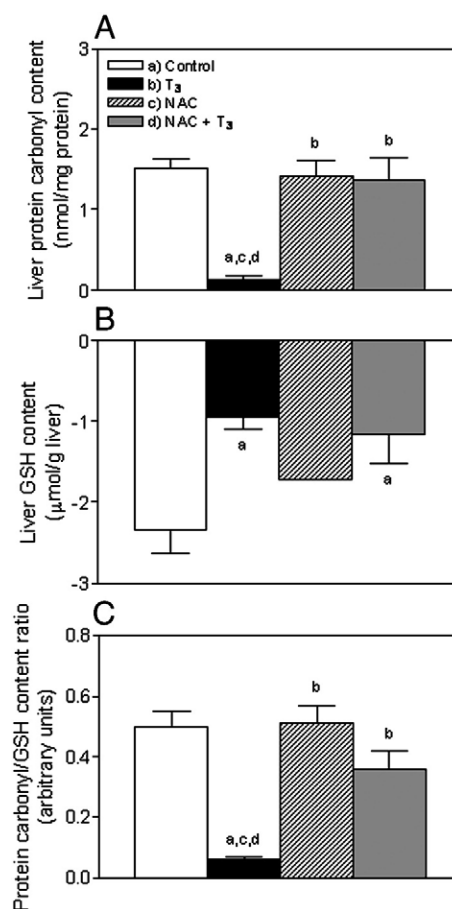 A
a) Control
b) T3
c) NAC
d) NAC + T3
Liver protein carbonyl content
(nmol/mg protein)
3
2
1
0
a,c,d
b
b
B
Liver GSH content
(μmol/g liver)
0
-1
-2
-3
a
a
C
Protein carbonyl/GSH content ratio
(arbitrary units)
0.8
0.6
0.4
0.2
0.0
a,c,d
b
b